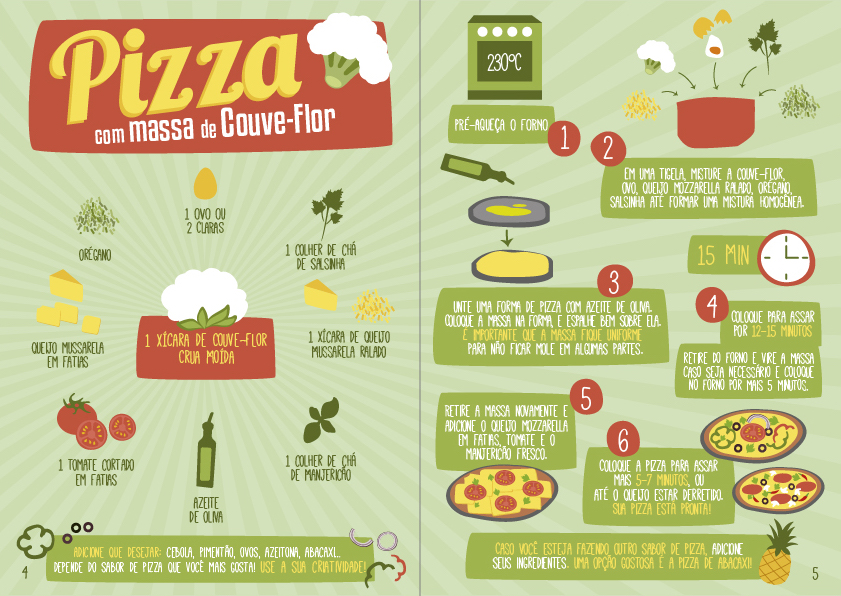 Pizza
com massa de Couve-Flor
1 OVO OU
2 CLARAS
ORÉGANO
1 COLHER DE CHÁ
DE SALSINHA
QUEIJO MUSSARELA
EM FATIAS
1 XÍCARA DE COUVE-FLOR
CRUA MOÍDA
1 XÍCARA DE QUEIJO
MUSSARELA RALADO
1 TOMATE CORTADO
EM FATIAS
AZEITE
DE OLIVA
1 COLHER DE CHÁ
DE MANJERICÃO
ADICIONE QUE DESEJAR: CEBOLA, PIMENTÃO, OVOS, AZEITONA, ABACAXI..
DEPENDE DO SABOR DE PIZZA QUE VOCÊ MAIS GOSTA! USE A SUA CRIATIVIDADE!
4
230ºC
PRÉ-AQUEÇA O FORNO
1
2
EM UMA TIGELA, MISTURE A COUVE-FLOR,
OVO, QUEIJO MOZZARELLA RALADO, ORÉGANO,
SALSINHA ATÉ FORMAR UMA MISTURA HOMOGÊNEA.
3
UNTE UMA FORMA DE PIZZA COM AZEITE DE OLIVA.
COLOQUE A MASSA NA FORMA, E ESPALHE BEM SOBRE ELA.
É IMPORTANTE QUE A MASSA FIQUE UNIFORME
PARA NÃO FICAR MOLE EM ALGUMAS PARTES.
15 MIN
4
COLOQUE PARA ASSAR
POR 12-15 MINUTOS
RETIRE DO FORNO E VIRE A MASSA
CASO SEJA NECESSÁRIO E COLOQUE
NO FORNO POR MAIS 5 MINUTOS.
5
RETIRE A MASSA NOVAMENTE E
ADICIONE O QUEIJO MOZZARELLA
EM FATIAS, TOMATE E O
MANJERICÃO FRESCO.
6
COLOQUE A PIZZA PARA ASSAR
MAIS 5-7 MINUTOS, OU
ATÉ O QUEIJO ESTAR DERRETIDO.
SUA PIZZA ESTÁ PRONTA!
CASO VOCÊ ESTEJA FAZENDO OUTRO SABOR DE PIZZA, ADICIONE
SEUS INGREDIENTES. UMA OPÇÃO GOSTOSA É A PIZZA DE ABACAXI!
5